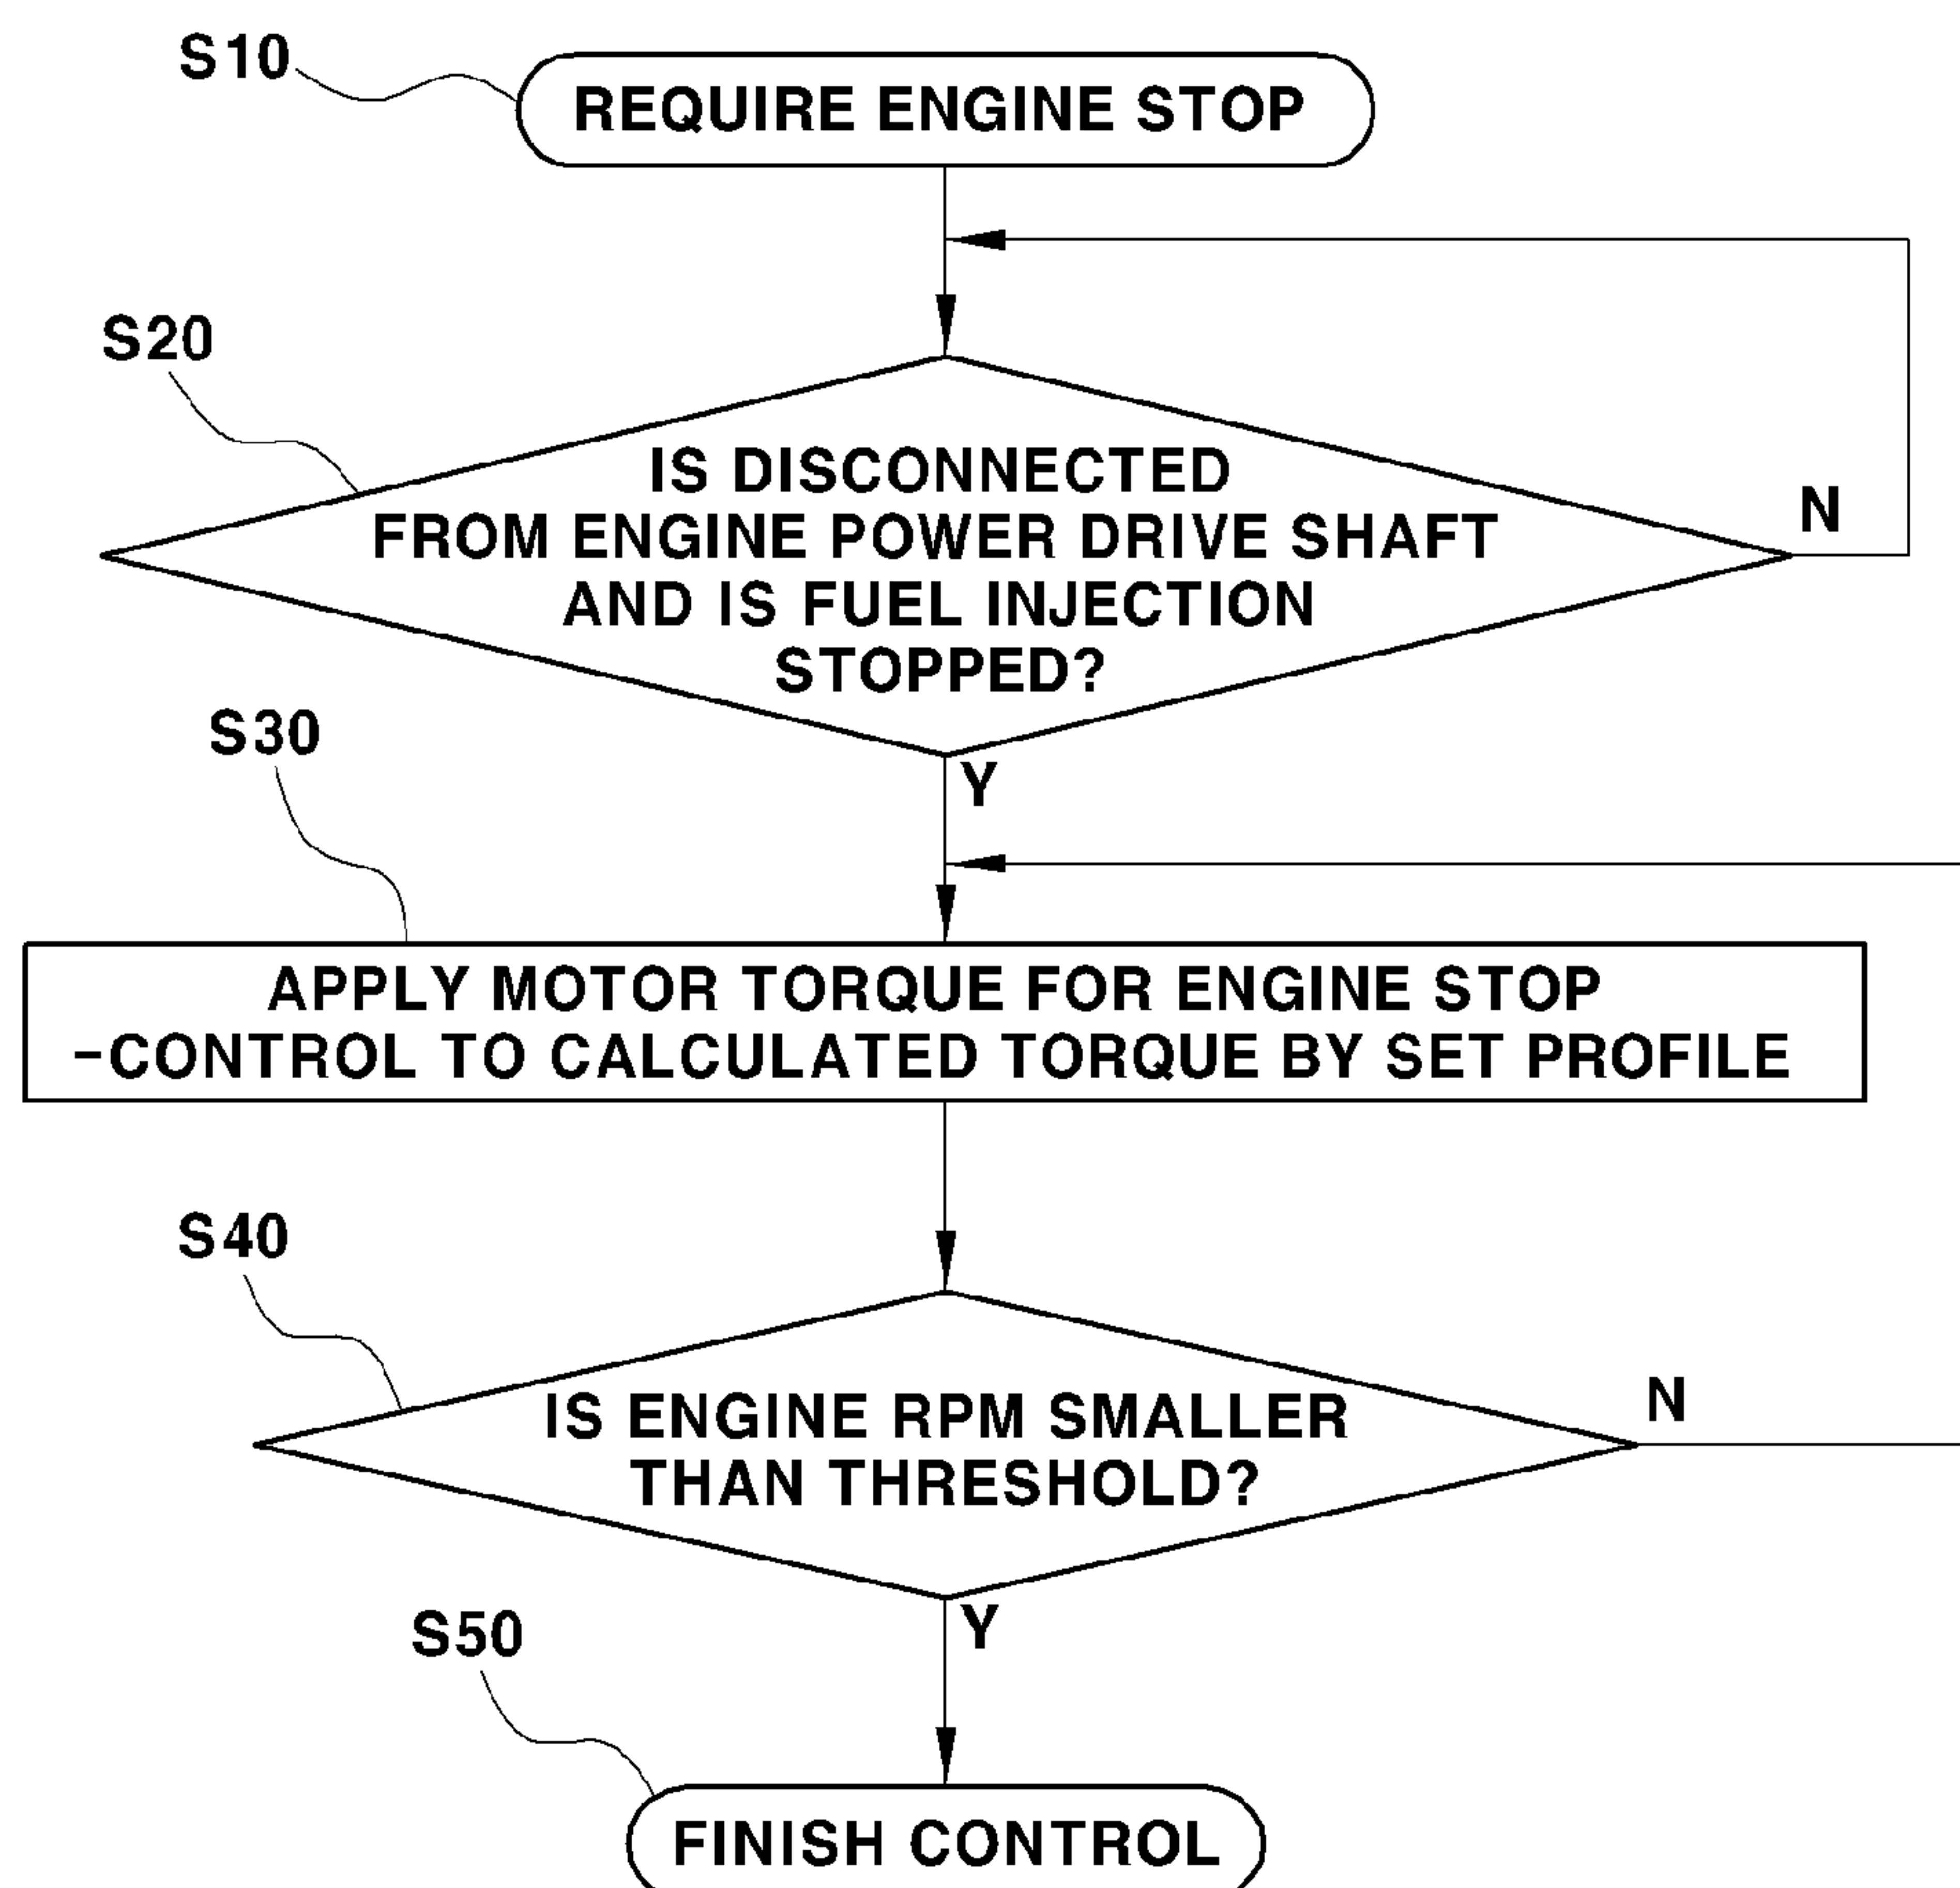 S10
REQUIRE ENGINE STOP
S20
IS DISCONNECTED
FROM ENGINE POWER DRIVE SHAFT
AND IS FUEL INJECTION
STOPPED?
N
Y
S30
APPLY MOTOR TORQUE FOR ENGINE STOP
-CONTROL TO CALCULATED TORQUE BY SET PROFILE
S40
IS ENGINE RPM SMALLER
THAN THRESHOLD?
N
Y
S50
FINISH CONTROL